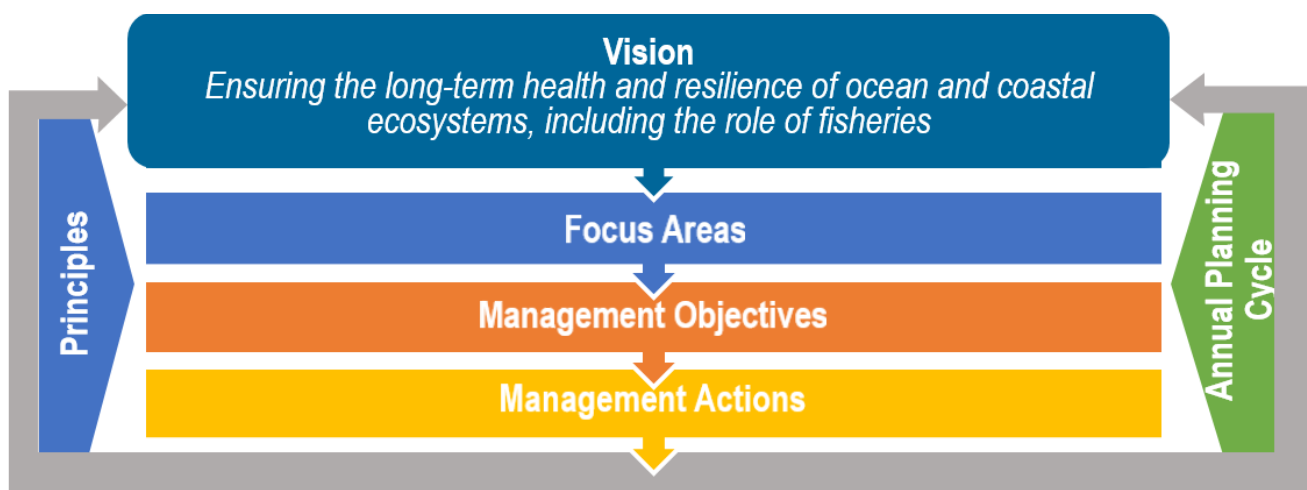 Vision
Ensuring the long-term health and resilience of ocean and coastal
ecosystems, including the role of fisheries
Principles
Focus Areas
Management Objectives
Management Actions
Annual Planning
Cycle